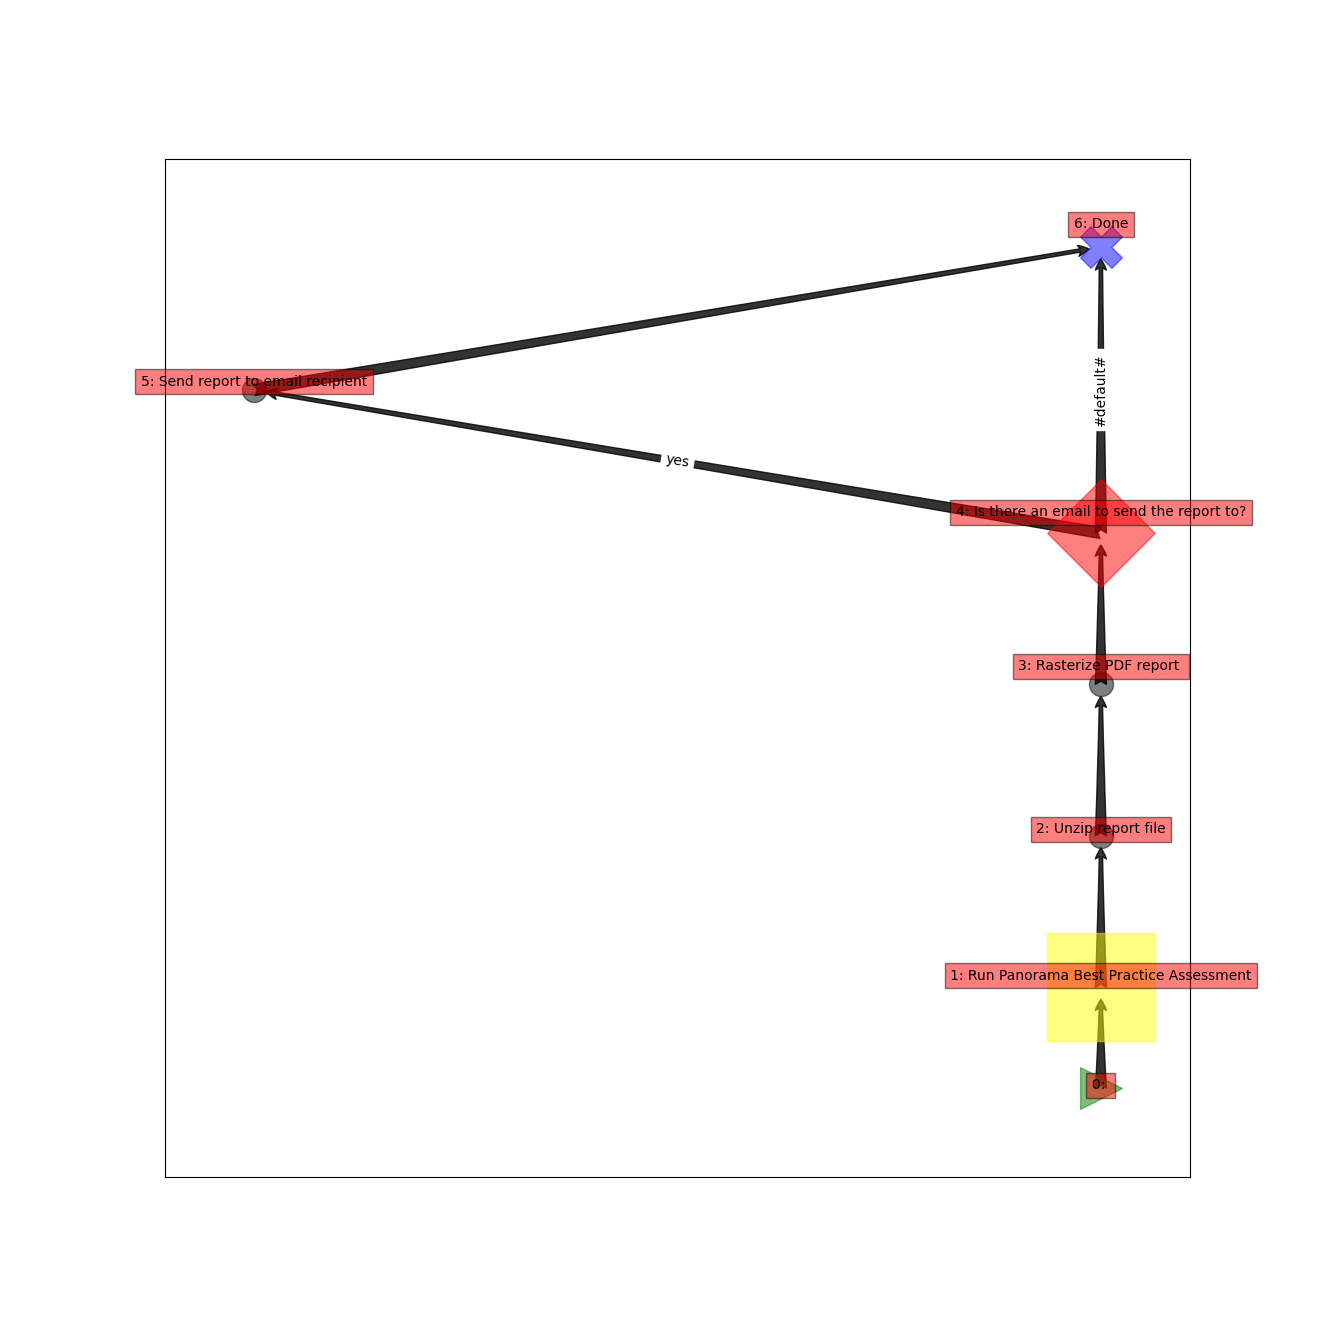 6: Done
5: Send report to email recipient
#default#
yes
4: Is there an email to send the report to?
3: Rasterize PDF report
2: Unzip report file
1: Run Panorama Best Practice Assessment
0: